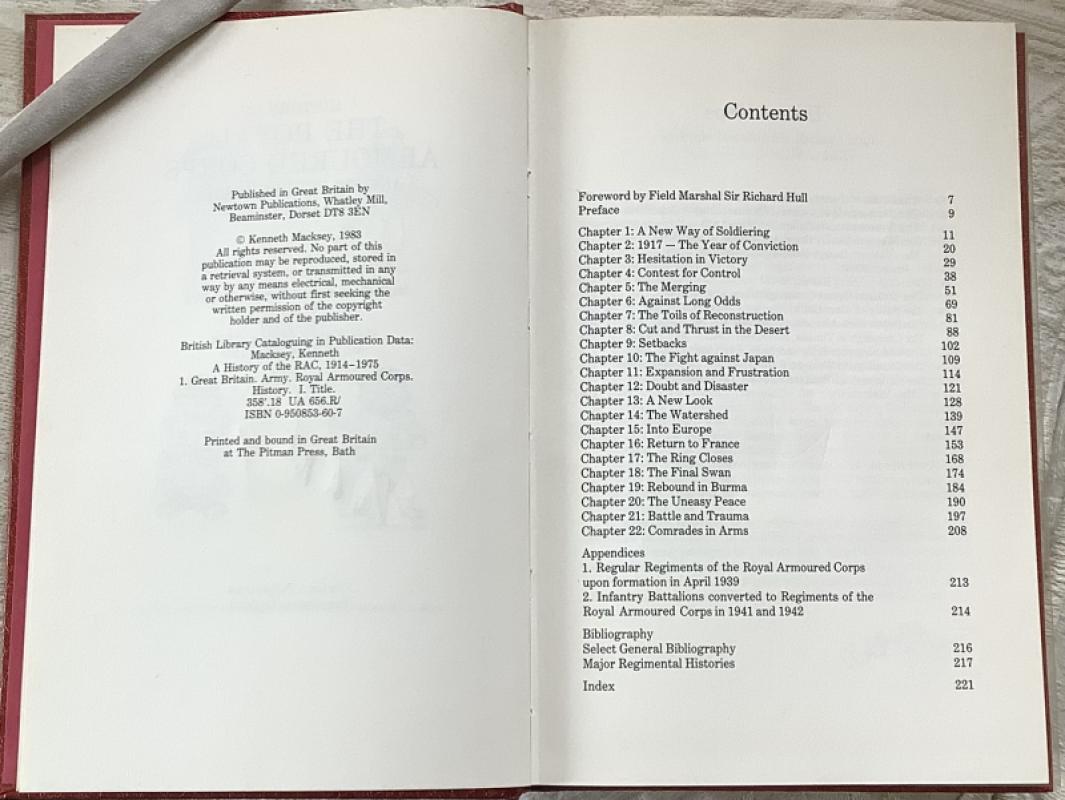 Published in Great Britain by
Newtown Publications, Whatley Mill,
Beaminster, Dorset DT8 3EN
© Kenneth Macksey, 1983
All rights reserved. No part of this
publication may be reproduced, stored in
a retrieval system, or transmitted in any
way by any means electrical, mechanical
or otherwise, without first seeking the
written permission of the copyright
holder and of the publisher.
British Library Cataloguing in Publication Data:
Macksey, Kenneth
A History of the RAC, 1914–1975
1. Great Britain. Army. Royal Armoured Corps.
History. I. Title.
358'.18 UA 656.R/
ISBN 0-950853-60-7
Printed and bound in Great Britain
at The Pitman Press, Bath
Contents
Foreword by Field Marshal Sir Richard Hull 7
Preface 9
Chapter 1: A New Way of Soldiering 11
Chapter 2: 1917 — The Year of Conviction 20
Chapter 3: Hesitation in Victory 29
Chapter 4: Contest for Control 38
Chapter 5: The Merging 51
Chapter 6: Against Long Odds 69
Chapter 7: The Toils of Reconstruction 81
Chapter 8: Cut and Thrust in the Desert 88
Chapter 9: Setbacks 102
Chapter 10: The Fight against Japan 109
Chapter 11: Expansion and Frustration 114
Chapter 12: Doubt and Disaster 121
Chapter 13: A New Look 128
Chapter 14: The Watershed 139
Chapter 15: Into Europe 147
Chapter 16: Return to France 153
Chapter 17: The Ring Closes 168
Chapter 18: The Final Swan 174
Chapter 19: Rebound in Burma 184
Chapter 20: The Uneasy Peace 190
Chapter 21: Battle and Trauma 197
Chapter 22: Comrades in Arms 208
Appendices
1. Regular Regiments of the Royal Armoured Corps
upon formation in April 1939 213
2. Infantry Battalions converted to Regiments of the
Royal Armoured Corps in 1941 and 1942 214
Bibliography
Select General Bibliography 216
Major Regimental Histories 217
Index 221